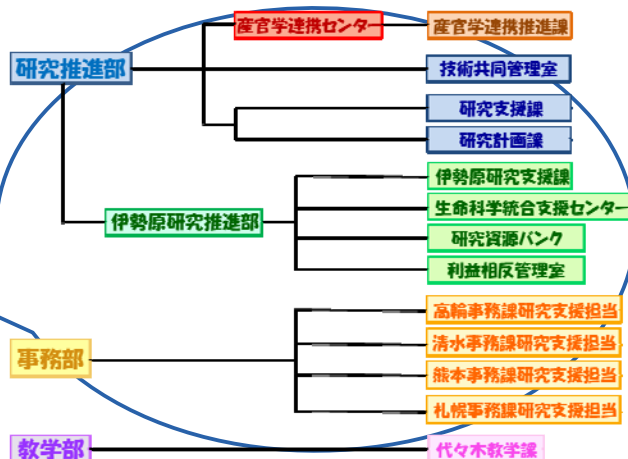 産官学連携センター 産官学連携推進課
研究推進部 技術共同管理室
研究支援課
研究計画課
伊勢原研究支援課
生命科学統合支援センター
伊勢原研究推進部
研究資源バンク
利益相反管理室
高輪事務課研究支援担当
清水事務課研究支援担当
事務部
熊本事務課研究支援担当
札幌事務課研究支援担当
教学部 代々木教学課